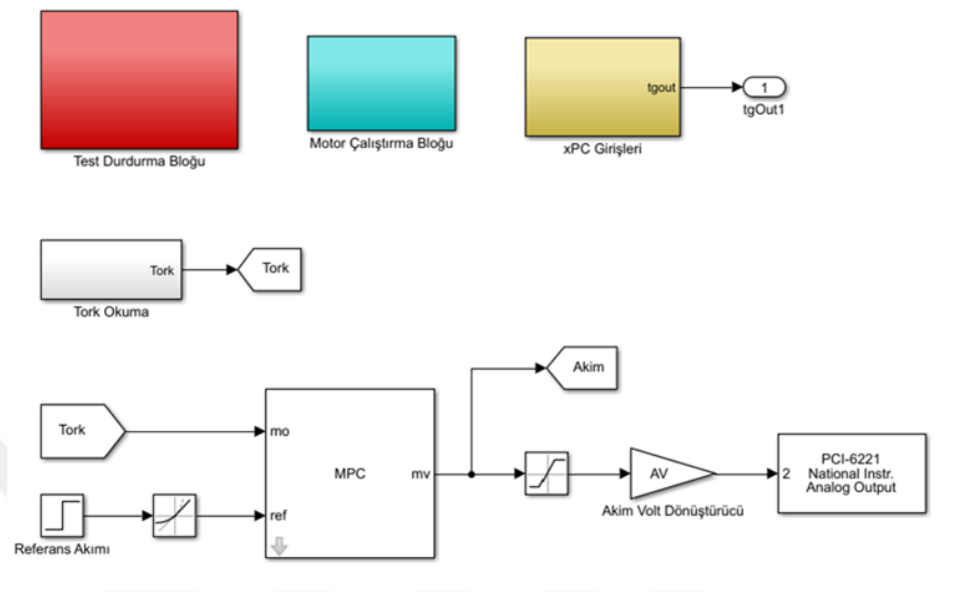 Test Durdurma Bloğu
Motor Çalıştırma Bloğu
tgout
1
tgOut1
xPC Girişleri
Tork
Tork
Tork Okuma
Akim
Tork
mo
MPC
mv
ref
Referans Akımı
AV
Akim Volt Dönüştürücü
2
PCI-6221
National Instr.
Analog Output